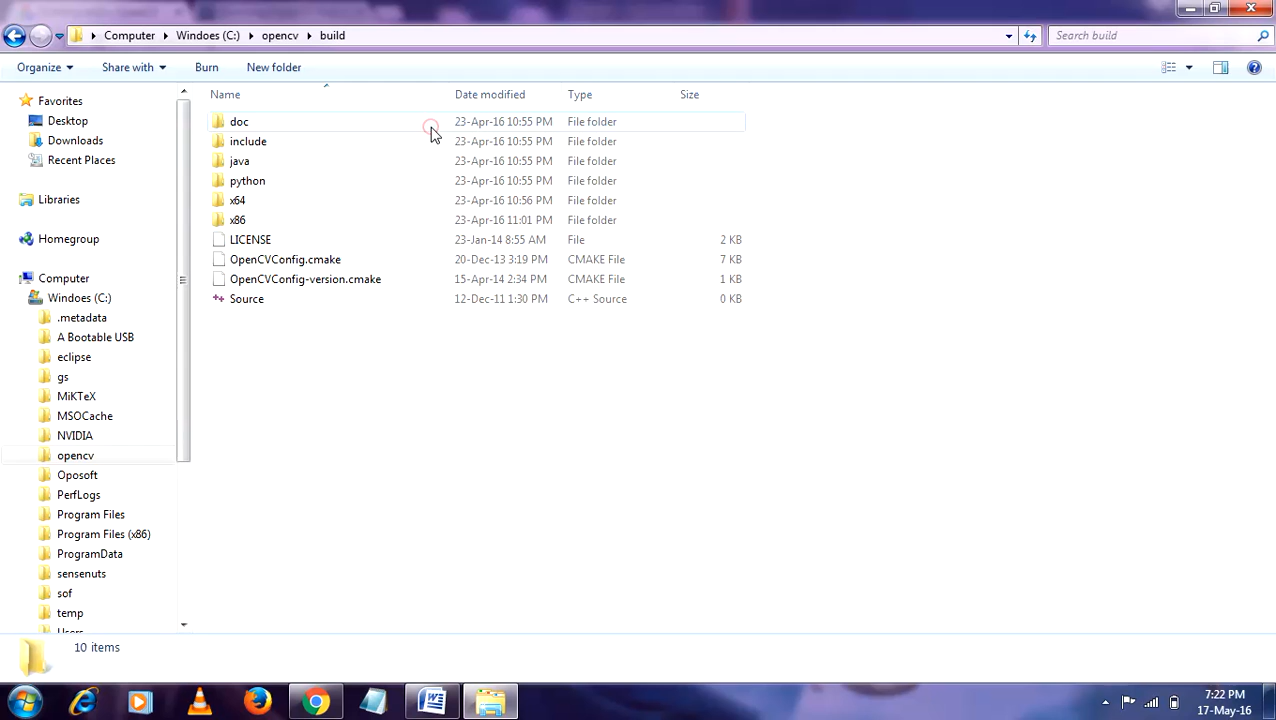 Computer Windoes (C:) opencv build Search build
Organize Share with Burn New folder
Name Date modified Type Size
doc 23-Apr-16 10:55 PM File folder
include 23-Apr-16 10:55 PM File folder
java 23-Apr-16 10:55 PM File folder
python 23-Apr-16 10:55 PM File folder
x64 23-Apr-16 10:56 PM File folder
x86 23-Apr-16 11:01 PM File folder
LICENSE 23-Jan-14 8:55 AM File 2 KB
OpenCVConfig.cmake 20-Dec-13 3:19 PM CMAKE File 7 KB
OpenCVConfig-version.cmake 15-Apr-14 2:34 PM CMAKE File 1 KB
Source 12-Dec-11 1:30 PM C++ Source 0 KB
Favorites
Desktop
Downloads
Recent Places
Libraries
Homegroup
Computer
Windoes (C:)
.metadata
A Bootable USB
eclipse
gs
MiKTeX
MSOCache
NVIDIA
opencv
Oposoft
PerfLogs
Program Files
Program Files (x86)
ProgramData
sensenuts
sof
temp
Users
10 items
7:22 PM
17-May-16